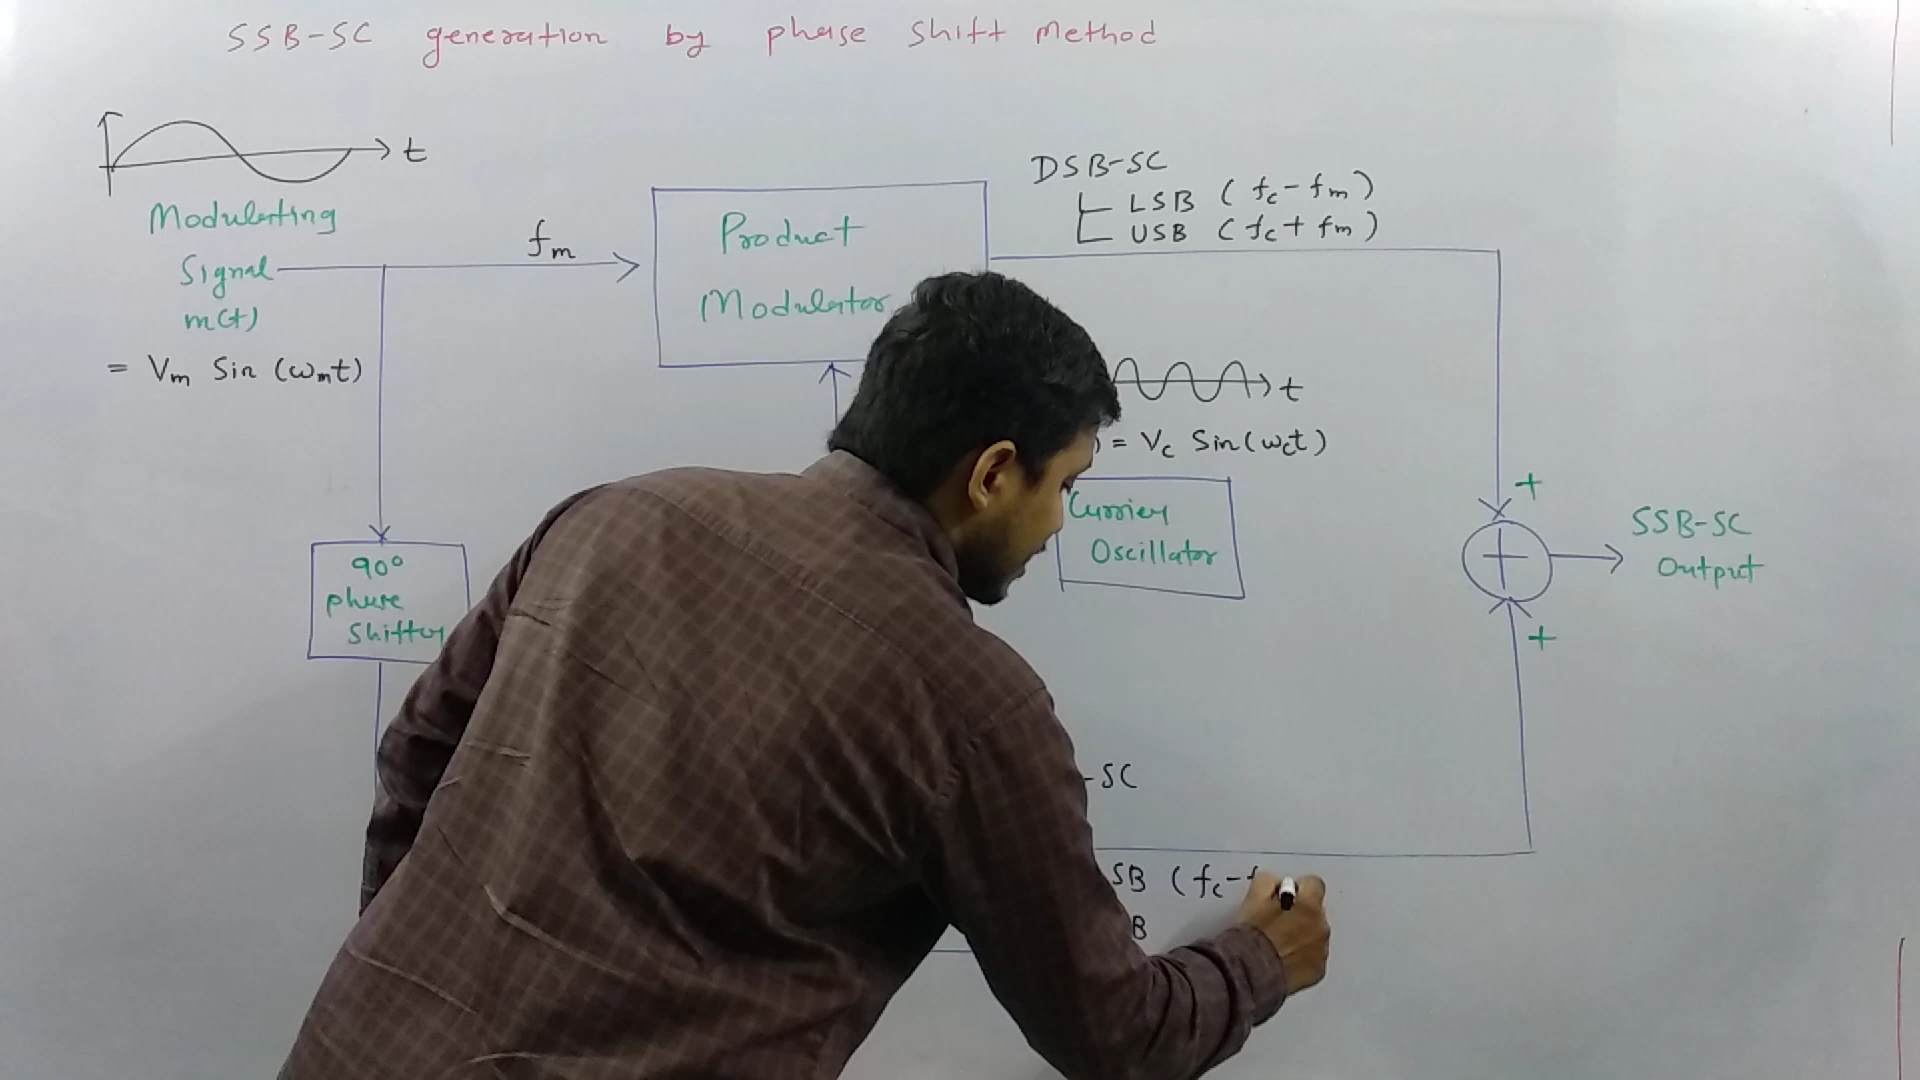 SSB-SC generation by phase shift method
t
Modulating
Signal
m(t)
= Vm Sin (ωmt)
fm
Product
Modulator
DSB-SC
LSB (fc-fm)
USB (fc+fm)
t
) = Vc Sin(ωct)
Carrier
Oscillator
90°
phase
Shifter
+
+
SSB-SC
Output
+
-SC
SB (fc-f
B